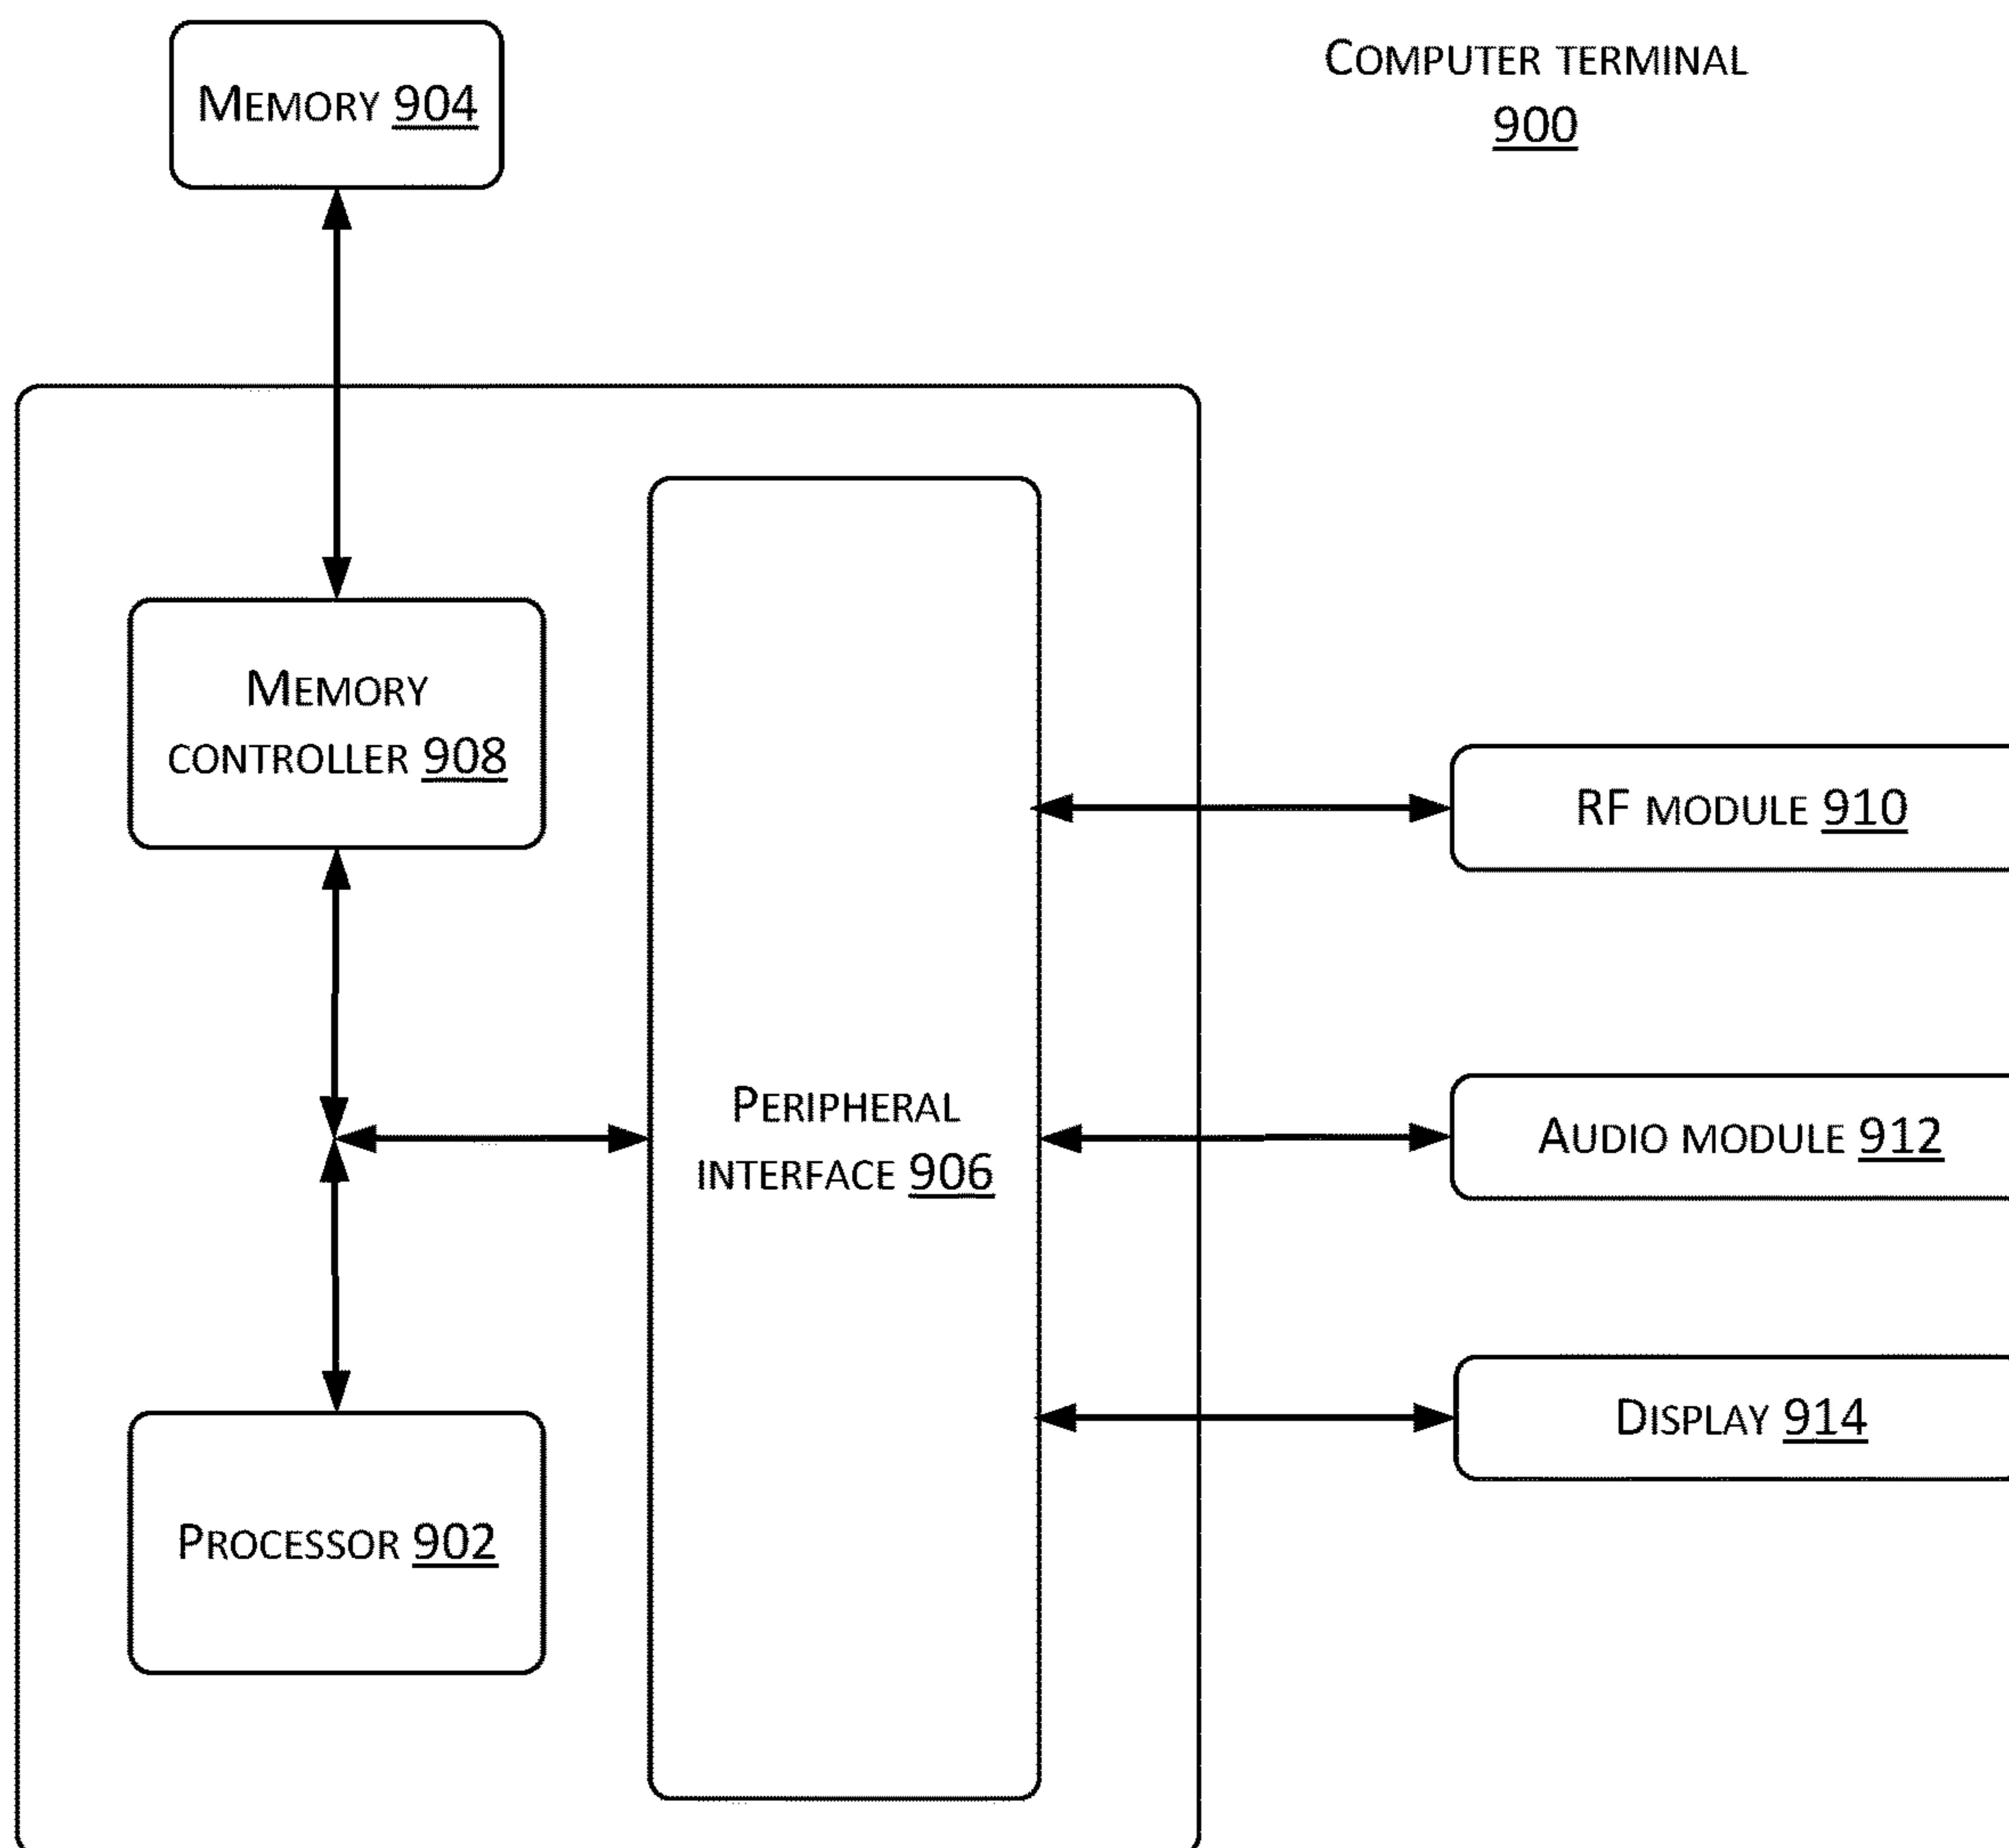 MEMORY 904
COMPUTER TERMINAL
900
MEMORY
CONTROLLER 908
RF MODULE 910
PERIPHERAL
INTERFACE 906
AUDIO MODULE 912
DISPLAY 914
PROCESSOR 902